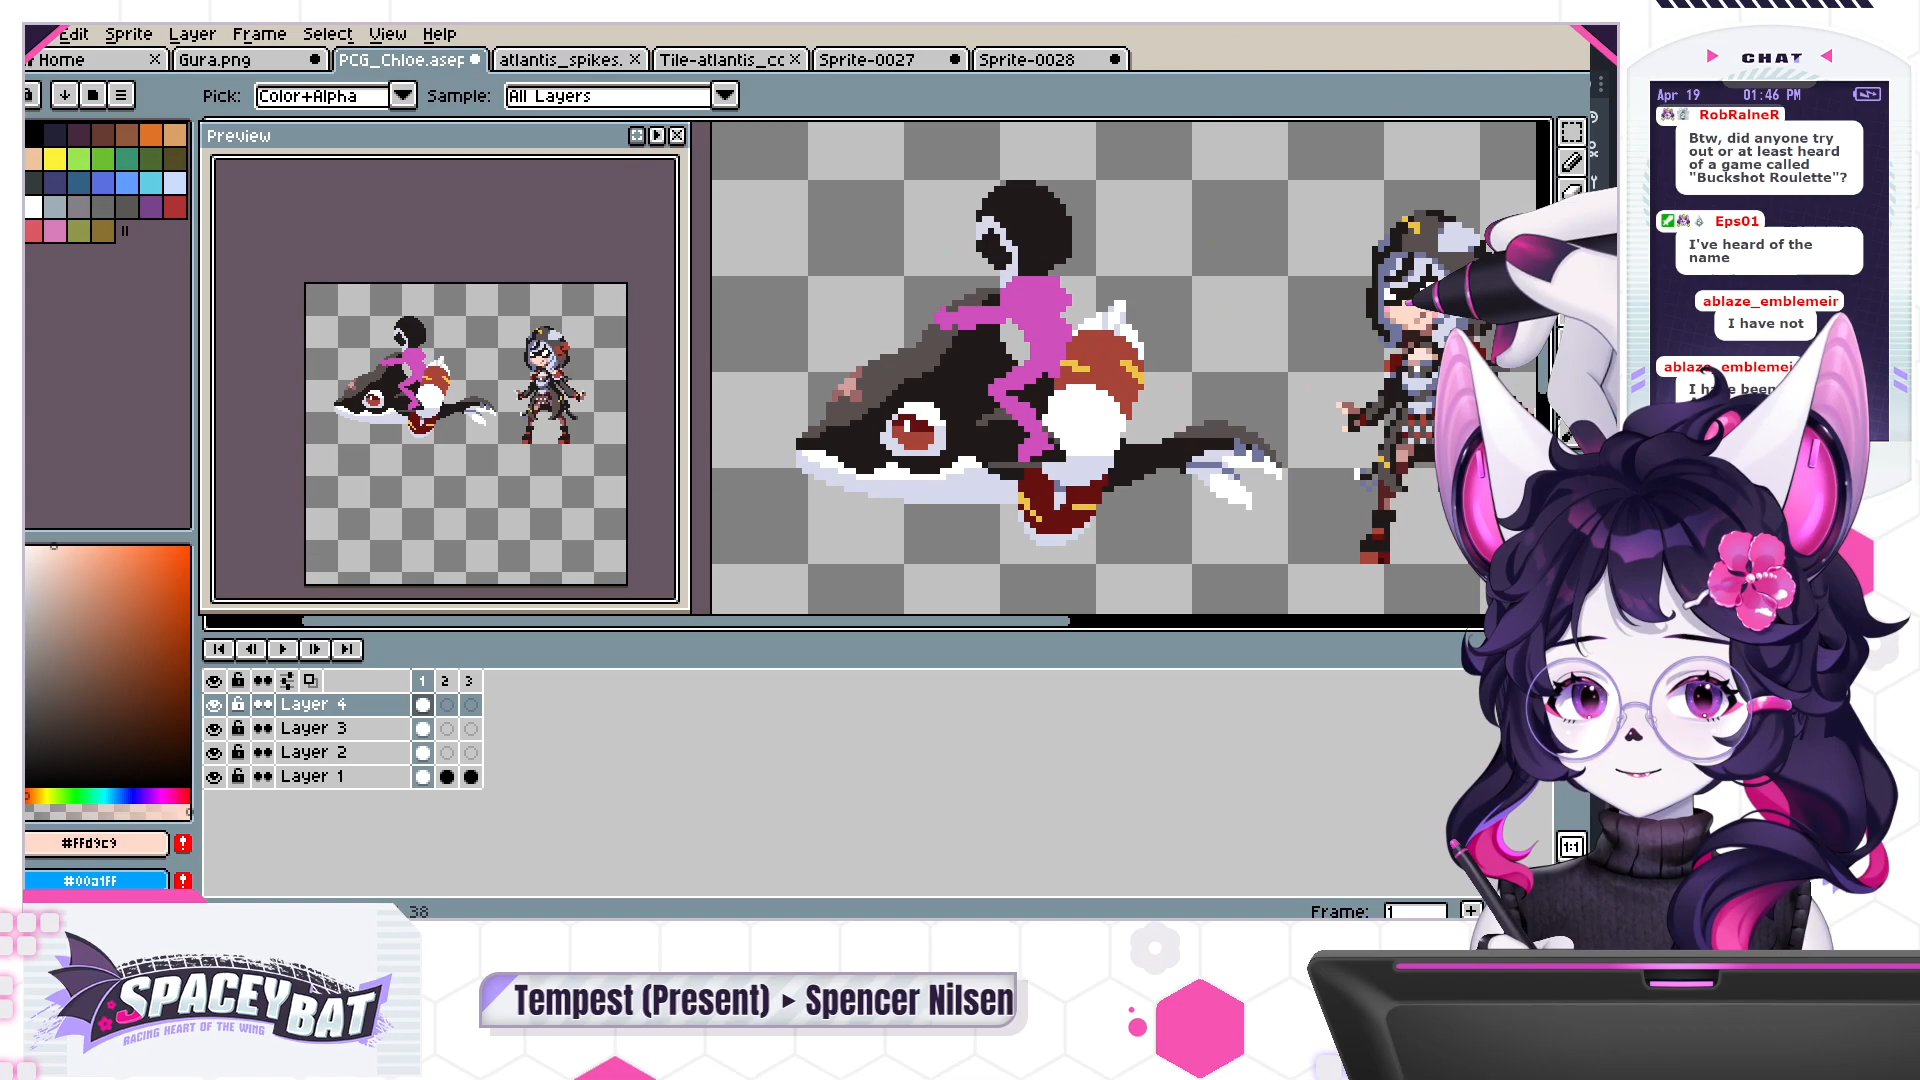 Edit Sprite Layer Frame Select View Help
Home
Gura.png
PCG_Chloe.asep
atlantis_spikes.
Tile-atlantis_cc
Sprite-0027
Sprite-0028
Pick: Color+Alpha
Sample: All Layers
Preview
1 2 3
Layer 4
Layer 3
Layer 2
Layer 1
#FFd9c9
#00a1FF
38
Frame: 1
1:1
CHAT
Apr 19 01:46 PM
RobRaIneR
Btw, did anyone try
out or at least heard
of a game called
"Buckshot Roulette"?
Eps01
I've heard of the
name
ablaze_emblemeir
I have not
ablaze_emblemeir
SPACEYBAT
RACING HEART OF THE WING
Tempest (Present) ▸ Spencer Nilsen